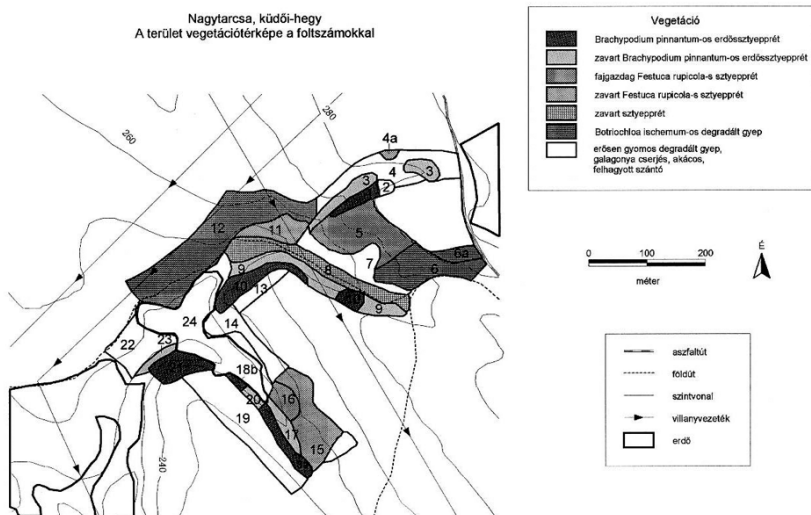 Nagytarcsa, küdői-hegy
A terület vegetációtérképe a foltszámokkal
Vegetáció
Brachypodium pinnantum-os erdőssztyepprét
zavart Brachypodium pinnantum-os erdőssztyepprét
fajgazdag Festuca rupicola-s sztyepprét
zavart Festuca rupicola-s sztyepprét
zavart sztyepprét
Botriochloa ischemum-os degradált gyep
erősen gyomos degradált gyep,
galagonya cserjés, akácos,
felhagyott szántó
260
280
4a
3
4
3
2
12
11
5
6a
7
6
9
8
10
13
9
24
14
22
23
18b
20
16
19
17
15
240
0 100 200
méter
É
aszfaltút
földút
szintvonal
villanyvezeték
erdő